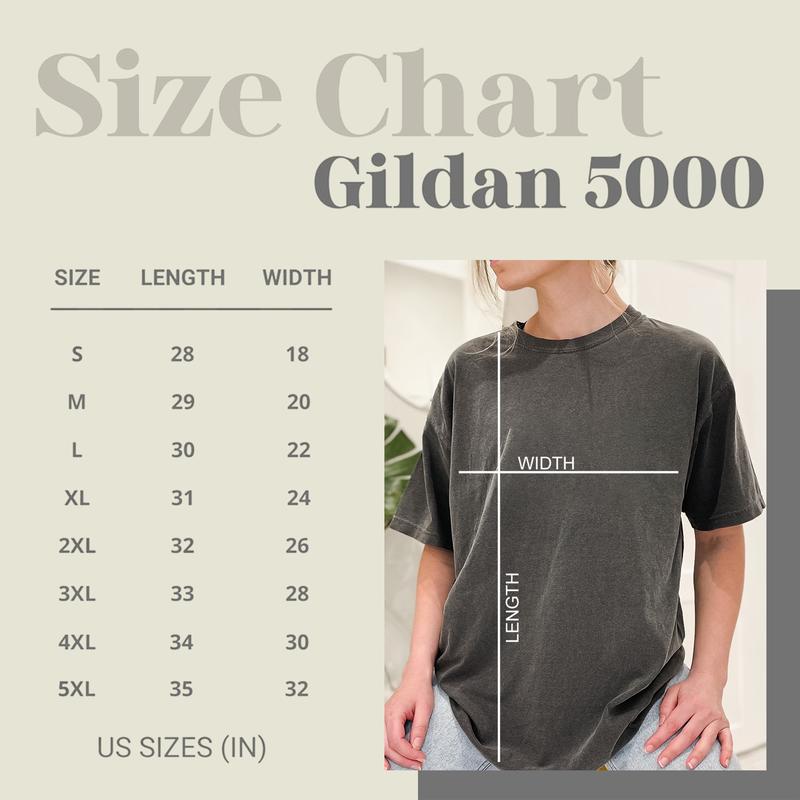 Size Chart
Gildan 5000
SIZE LENGTH WIDTH
S 28 18
M 29 20
L 30 22
XL 31 24
2XL 32 26
3XL 33 28
4XL 34 30
5XL 35 32
US SIZES (IN)
WIDTH
LENGTH